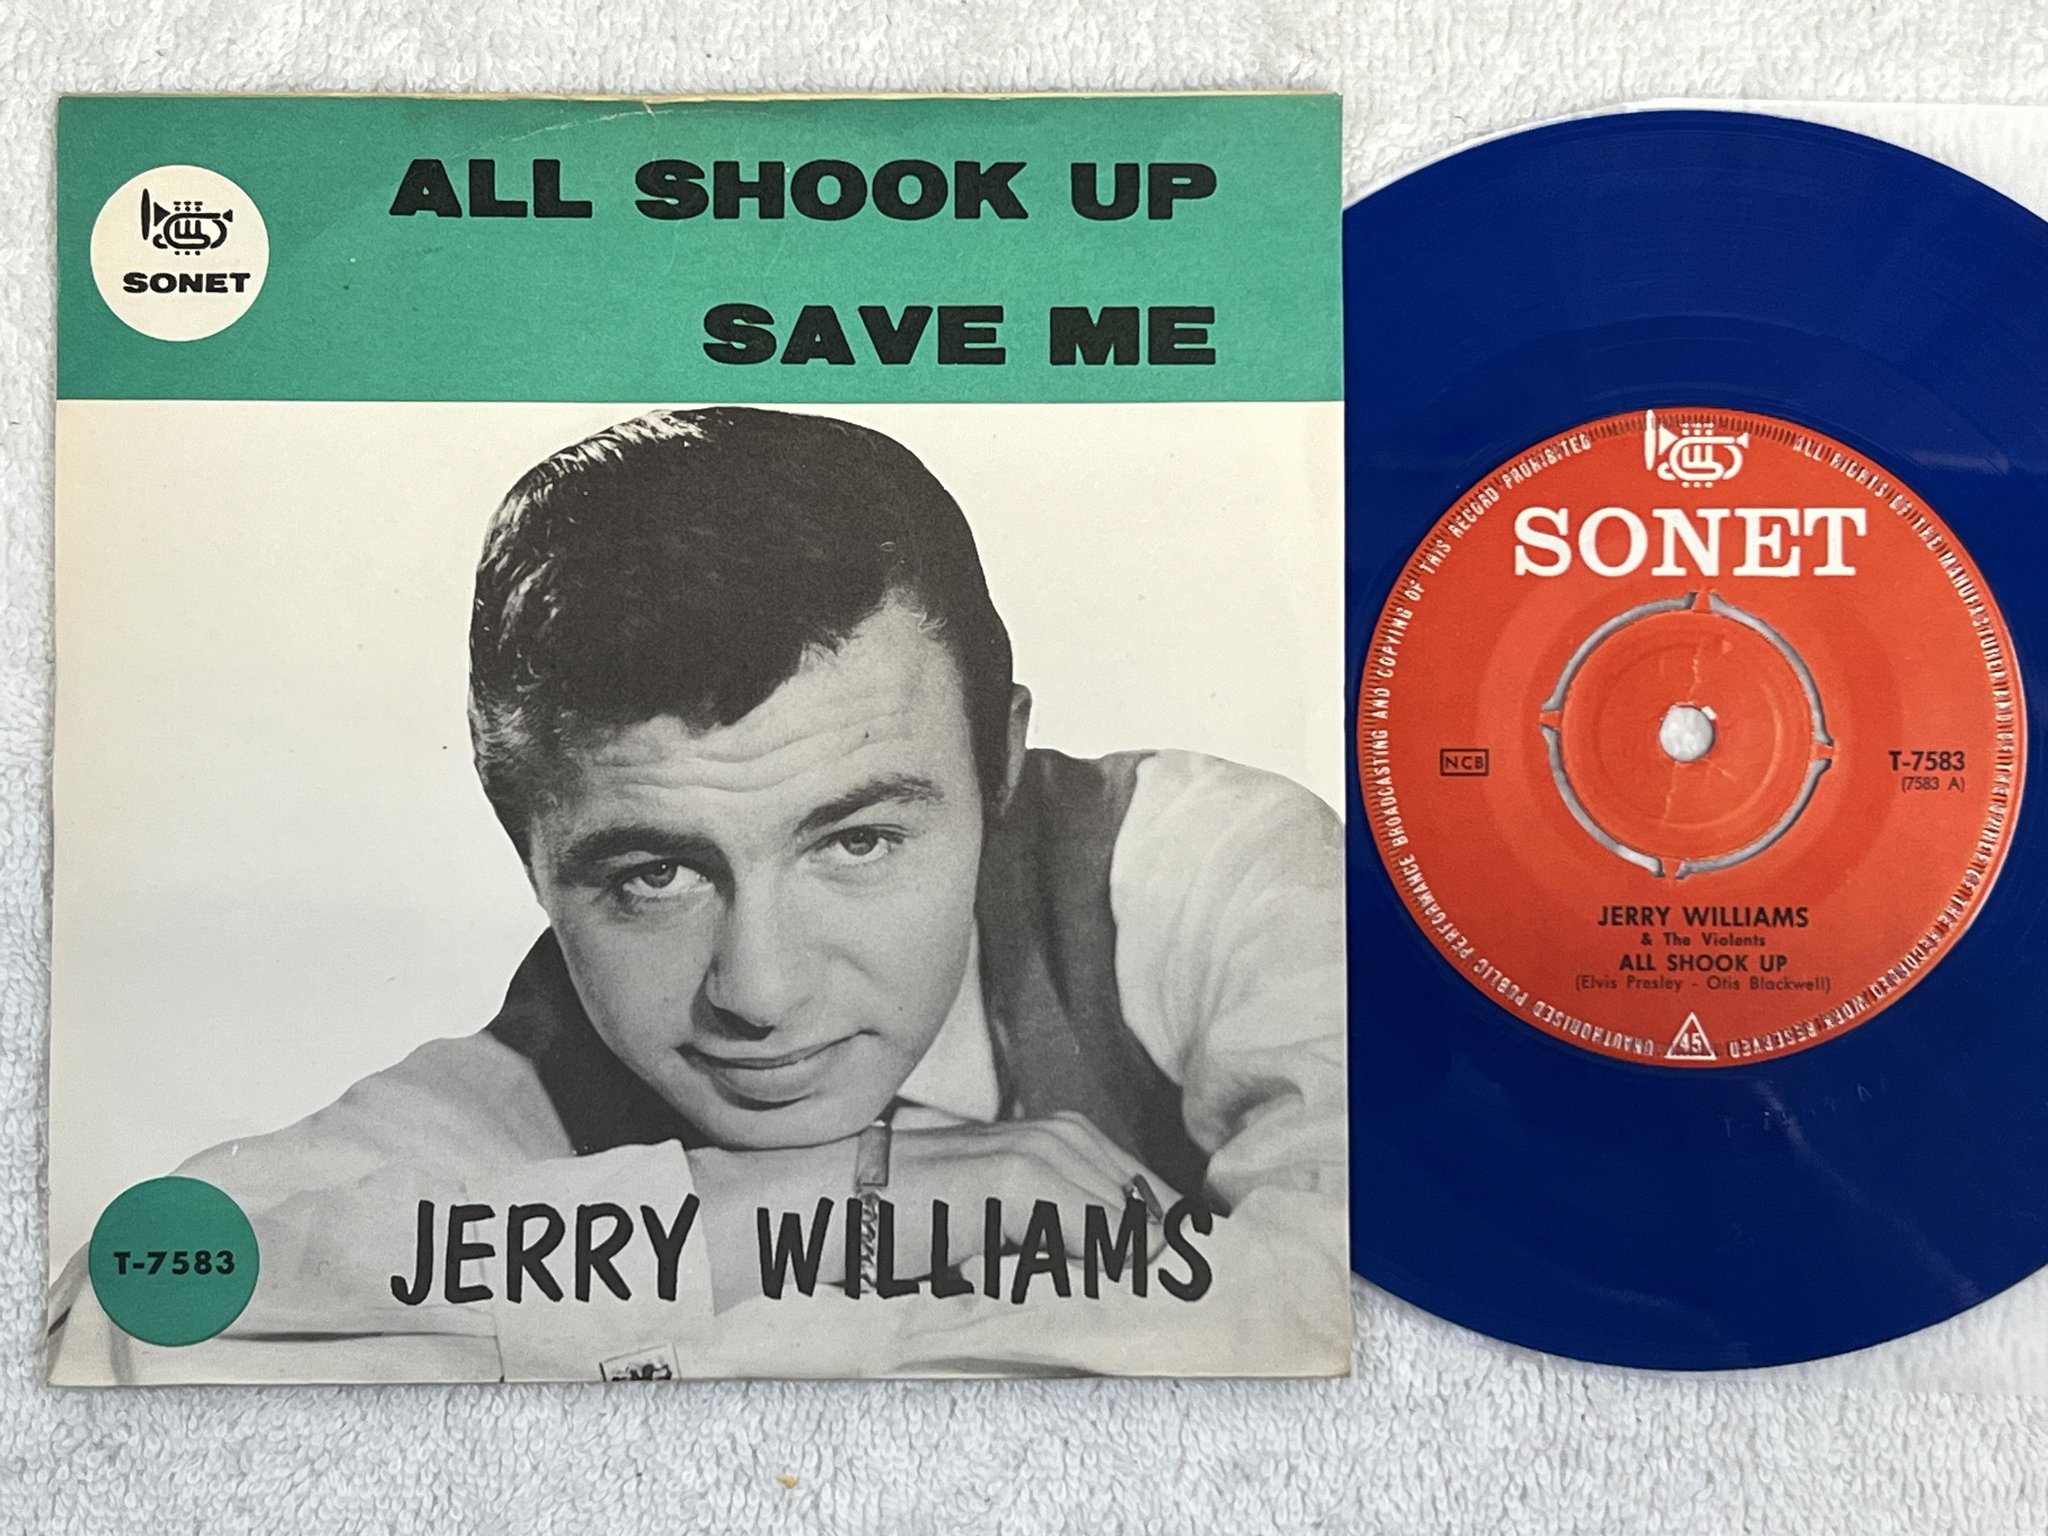 ALL SHOOK UP
SAVE ME
SONET
T-7583
JERRY WILLIAMS
SONET
NCB
T-7583
(7583 A)
JERRY WILLIAMS
& The Violents
ALL SHOOK UP
(Elvis Presley - Otis Blackwell)
45
ALL RIGHTS OF THE MANUFACTURER AND OF THE OWNER OF THE RECORDED WORK RESERVED
UNAUTHORISED PUBLIC PERFORMANCE BROADCASTING AND COPYING OF THIS RECORD PROHIBITED